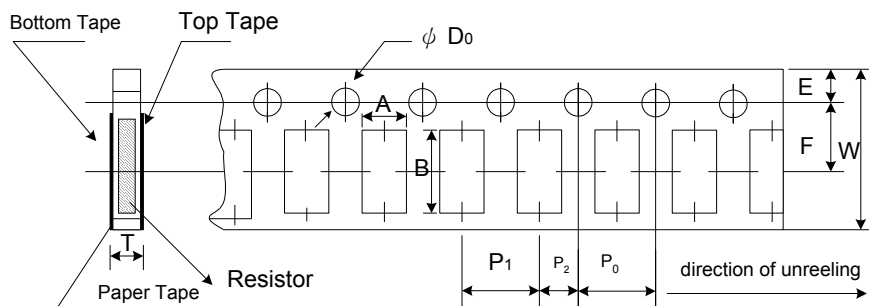 Bottom Tape
Top Tape
ψ D0
E
A
F
W
B
T
P1
P2
P0
direction of unreeling
Resistor
Paper Tape